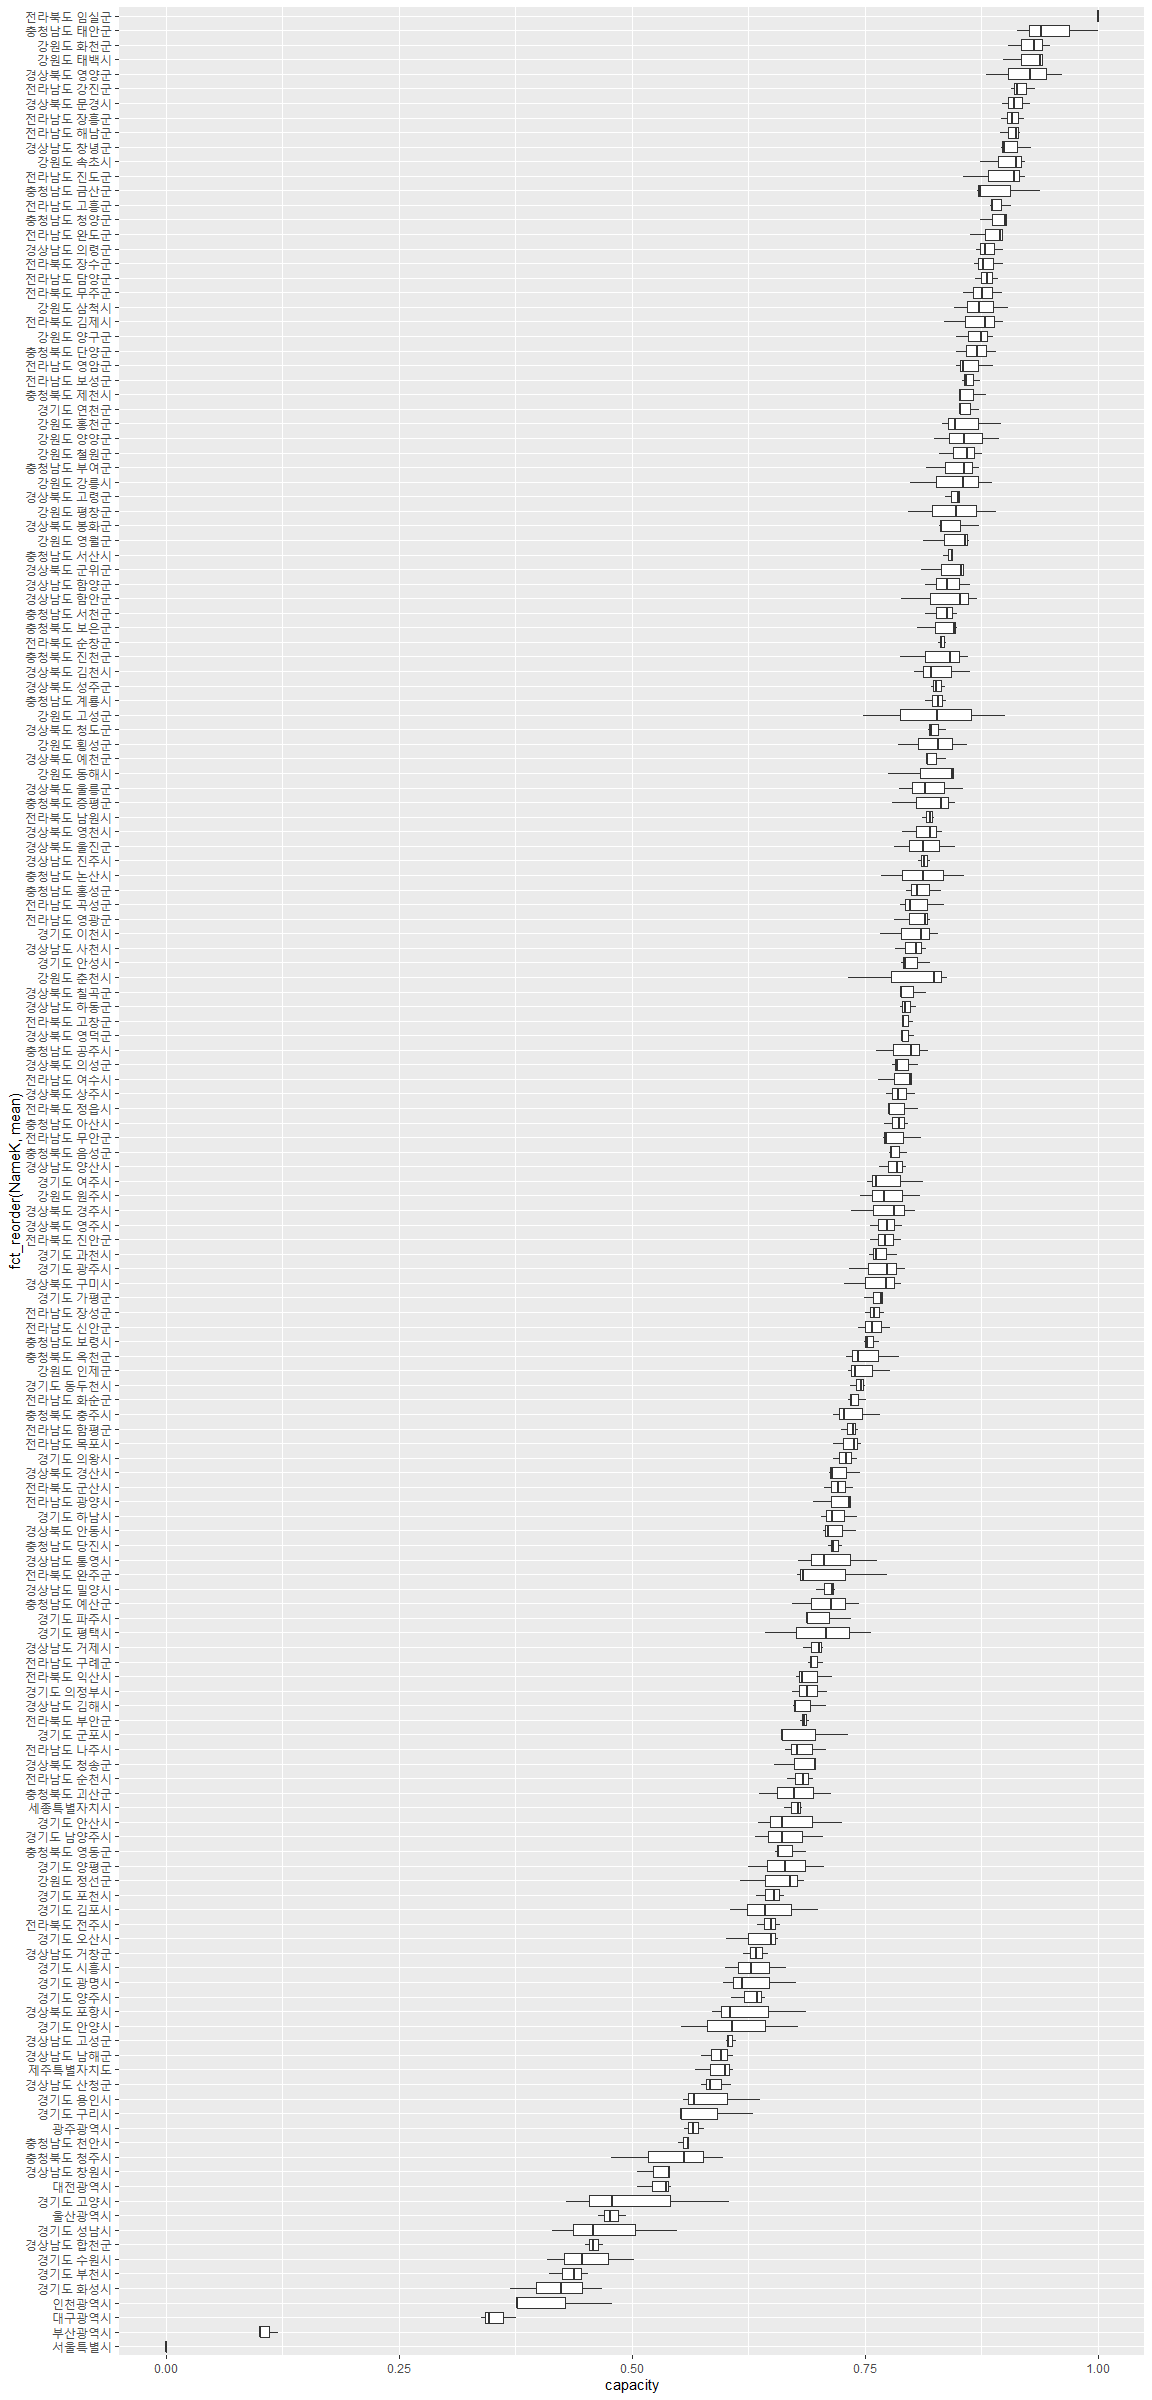 전라북도 임실군
충청남도 태안군
강원도 화천군
강원도 태백시
경상북도 영양군
전라남도 강진군
경상북도 문경시
전라남도 장흥군
전라남도 해남군
경상남도 창녕군
강원도 속초시
전라남도 진도군
충청남도 금산군
전라남도 고흥군
충청남도 청양군
전라남도 완도군
경상남도 의령군
전라북도 장수군
전라남도 담양군
전라북도 무주군
강원도 삼척시
전라북도 김제시
강원도 양구군
충청북도 단양군
전라남도 영암군
전라남도 보성군
충청북도 제천시
경기도 연천군
강원도 홍천군
강원도 양양군
강원도 철원군
충청남도 부여군
강원도 강릉시
경상북도 고령군
강원도 평창군
경상북도 봉화군
강원도 영월군
충청남도 서산시
경상북도 군위군
경상남도 함양군
경상남도 함안군
충청남도 서천군
충청북도 보은군
전라북도 순창군
충청북도 진천군
경상북도 김천시
경상북도 성주군
충청남도 계룡시
강원도 고성군
경상북도 청도군
강원도 횡성군
경상북도 예천군
강원도 동해시
경상북도 울릉군
충청북도 증평군
전라북도 남원시
경상북도 영천시
경상북도 울진군
경상남도 진주시
충청남도 논산시
충청남도 홍성군
전라남도 곡성군
전라남도 영광군
경기도 이천시
경상남도 사천시
경기도 안성시
강원도 춘천시
경상북도 칠곡군
경상남도 하동군
전라북도 고창군
경상북도 영덕군
충청남도 공주시
경상북도 의성군
전라남도 여수시
경상북도 상주시
전라북도 정읍시
충청남도 아산시
전라남도 무안군
충청북도 음성군
경상남도 양산시
경기도 여주시
강원도 원주시
경상북도 경주시
경상북도 영주시
전라북도 진안군
경기도 과천시
경기도 광주시
경상북도 구미시
경기도 가평군
전라남도 장성군
전라남도 신안군
충청남도 보령시
충청북도 옥천군
강원도 인제군
경기도 동두천시
전라남도 화순군
충청북도 충주시
전라남도 함평군
전라남도 목포시
경기도 의왕시
경상북도 경산시
전라북도 군산시
전라남도 광양시
경기도 하남시
경상북도 안동시
충청남도 당진시
경상남도 통영시
전라북도 완주군
경상남도 밀양시
충청남도 예산군
경기도 파주시
경기도 평택시
경상남도 거제시
전라남도 구례군
전라북도 익산시
경기도 의정부시
경상남도 김해시
전라북도 부안군
경기도 군포시
전라남도 나주시
경상북도 청송군
전라남도 순천시
충청북도 괴산군
세종특별자치시
경기도 안산시
경기도 남양주시
충청북도 영동군
경기도 양평군
강원도 정선군
경기도 포천시
경기도 김포시
전라북도 전주시
경기도 오산시
경상남도 거창군
경기도 시흥시
경기도 광명시
경기도 양주시
경상북도 포항시
경기도 안양시
경상남도 고성군
경상남도 남해군
제주특별자치도
경상남도 산청군
경기도 용인시
경기도 구리시
광주광역시
충청남도 천안시
충청북도 청주시
경상남도 창원시
대전광역시
경기도 고양시
울산광역시
경기도 성남시
경상남도 합천군
경기도 수원시
경기도 부천시
경기도 화성시
인천광역시
대구광역시
부산광역시
서울특별시
fct_reorder(NameK, mean)
0.00 0.25 0.50 0.75 1.00
capacity